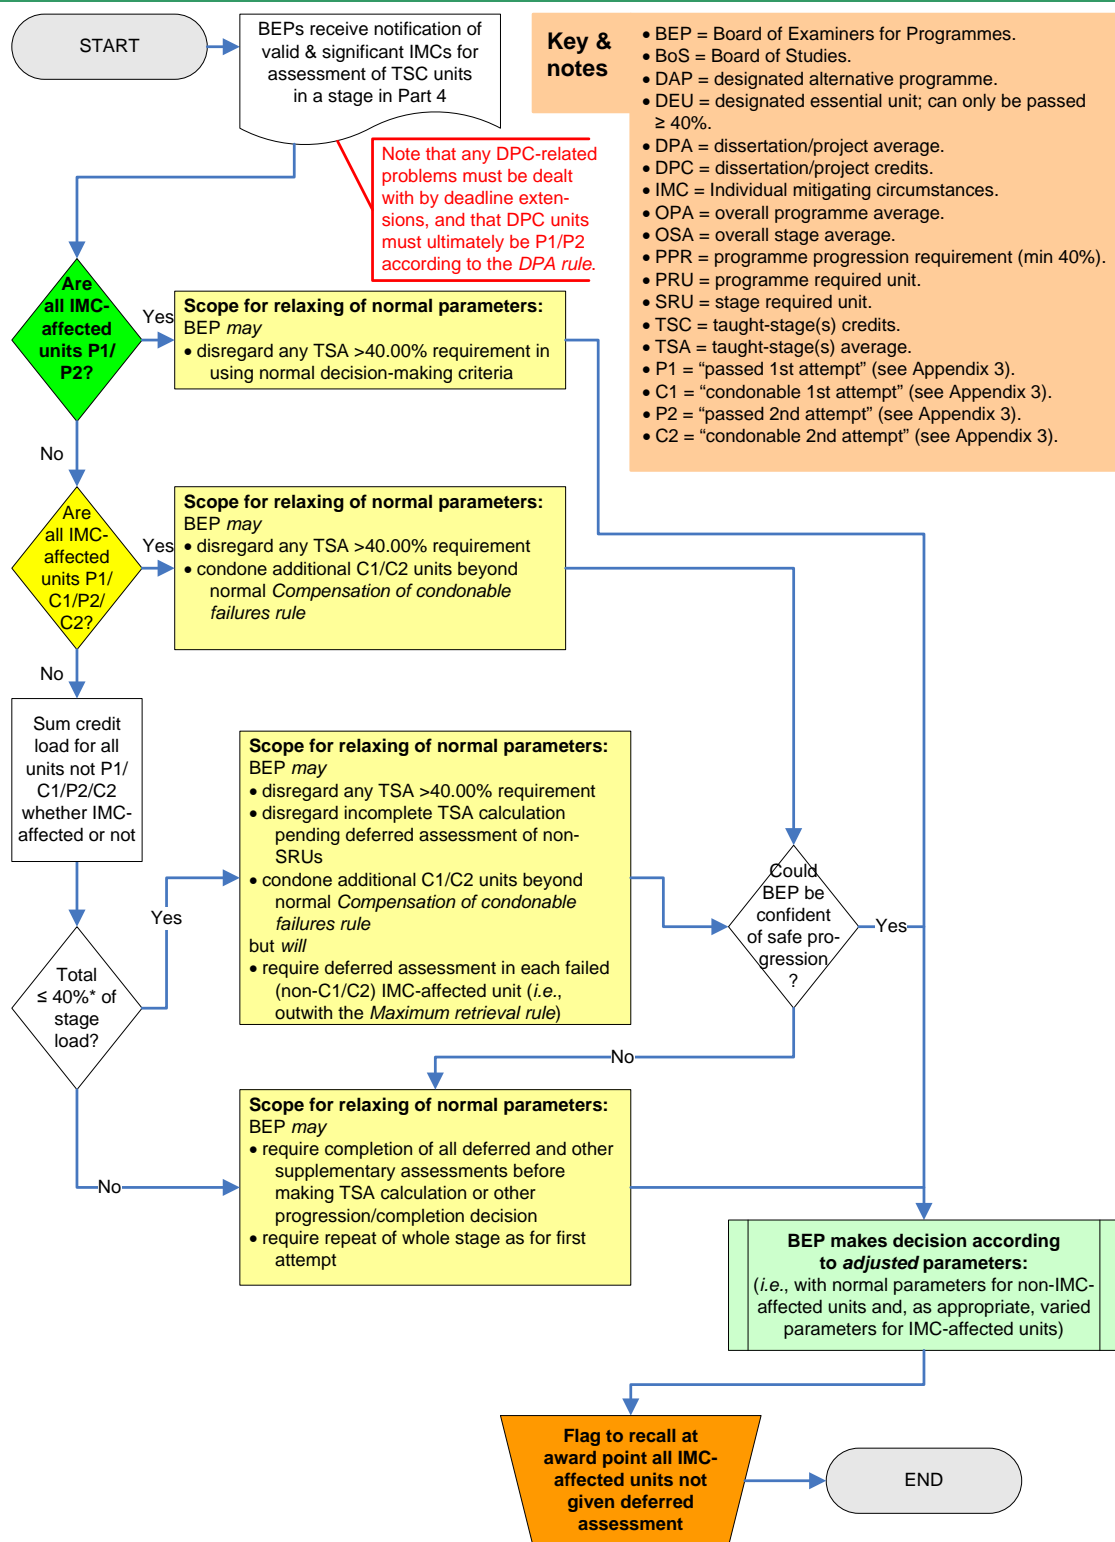 START
BEPs receive notification of
valid & significant IMCs for
assessment of TSC units
in a stage in Part 4
Key &
notes
• BEP = Board of Examiners for Programmes.
• BoS = Board of Studies.
• DAP = designated alternative programme.
• DEU = designated essential unit; can only be passed
≥ 40%.
• DPA = dissertation/project average.
• DPC = dissertation/project credits.
• IMC = Individual mitigating circumstances.
• OPA = overall programme average.
• OSA = overall stage average.
• PPR = programme progression requirement (min 40%).
• PRU = programme required unit.
• SRU = stage required unit.
• TSC = taught-stage(s) credits.
• TSA = taught-stage(s) average.
• P1 = “passed 1st attempt” (see Appendix 3).
• C1 = “condonable 1st attempt” (see Appendix 3).
• P2 = “passed 2nd attempt” (see Appendix 3).
• C2 = “condonable 2nd attempt” (see Appendix 3).
Note that any DPC-related
problems must be dealt
with by deadline exten-
sions, and that DPC units
must ultimately be P1/P2
according to the DPA rule.
Are
all IMC-
affected
units P1/
P2?
Yes
Scope for relaxing of normal parameters:
BEP may
• disregard any TSA >40.00% requirement in
using normal decision-making criteria
No
Are
all IMC-
affected
units P1/
C1/P2/
C2?
Yes
Scope for relaxing of normal parameters:
BEP may
• disregard any TSA >40.00% requirement
• condone additional C1/C2 units beyond
normal Compensation of condonable
failures rule
No
Sum credit
load for all
units not P1/
C1/P2/C2
whether IMC-
affected or not
Total
≤ 40%* of
stage
load?
Yes
Scope for relaxing of normal parameters:
BEP may
• disregard any TSA >40.00% requirement
• disregard incomplete TSA calculation
pending deferred assessment of non-
SRUs
• condone additional C1/C2 units beyond
normal Compensation of condonable
failures rule
but will
• require deferred assessment in each failed
(non-C1/C2) IMC-affected unit (i.e.,
outwith the Maximum retrieval rule)
Could
BEP be
confident
of safe pro-
gression
?
Yes
No
No
Scope for relaxing of normal parameters:
BEP may
• require completion of all deferred and other
supplementary assessments before
making TSA calculation or other
progression/completion decision
• require repeat of whole stage as for first
attempt
BEP makes decision according
to adjusted parameters:
(i.e., with normal parameters for non-IMC-
affected units and, as appropriate, varied
parameters for IMC-affected units)
Flag to recall at
award point all IMC-
affected units not
given deferred
assessment
END